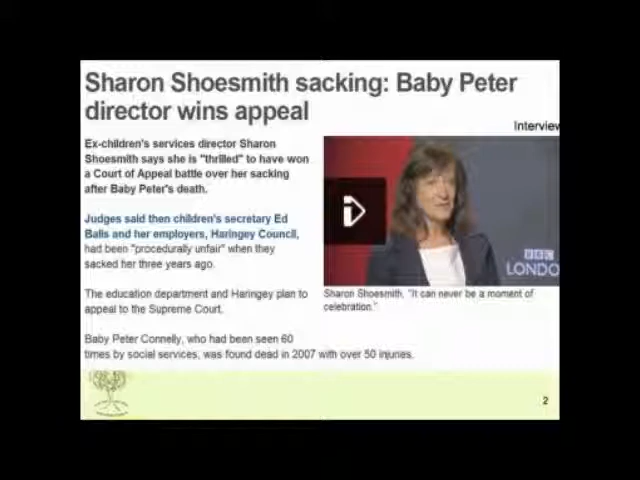 Sharon Shoesmith sacking: Baby Peter
director wins appeal
Interview
Ex-children's services director Sharon
Shoesmith says she is "thrilled" to have won
a Court of Appeal battle over her sacking
after Baby Peter's death.
Judges said then children's secretary Ed
Balls and her employers, Haringey Council,
had been "procedurally unfair" when they
sacked her three years ago.
BBC
LONDO
Sharon Shoesmith, "It can never be a moment of
celebration."
The education department and Haringey plan to
appeal to the Supreme Court.
Baby Peter Connelly, who had been seen 60
times by social services, was found dead in 2007 with over 50 injuries.
2